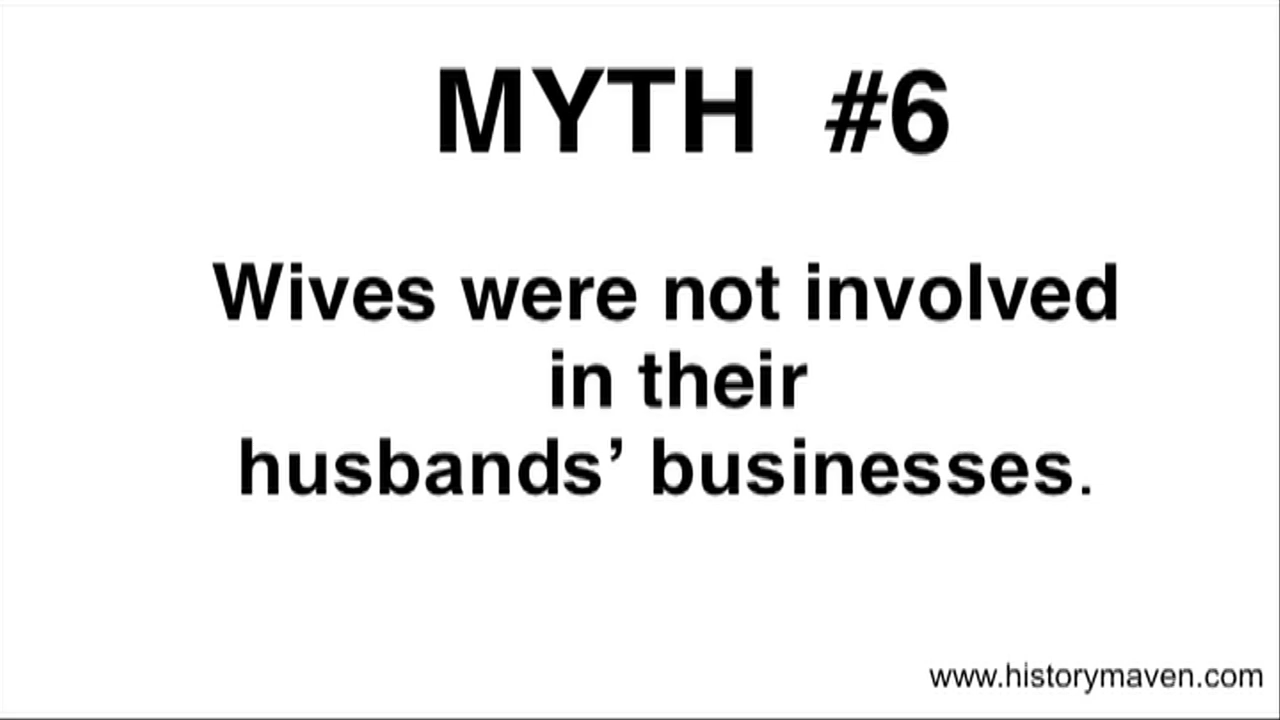 MYTH #6
Wives were not involved
in their
husbands’ businesses.
www.historymaven.com